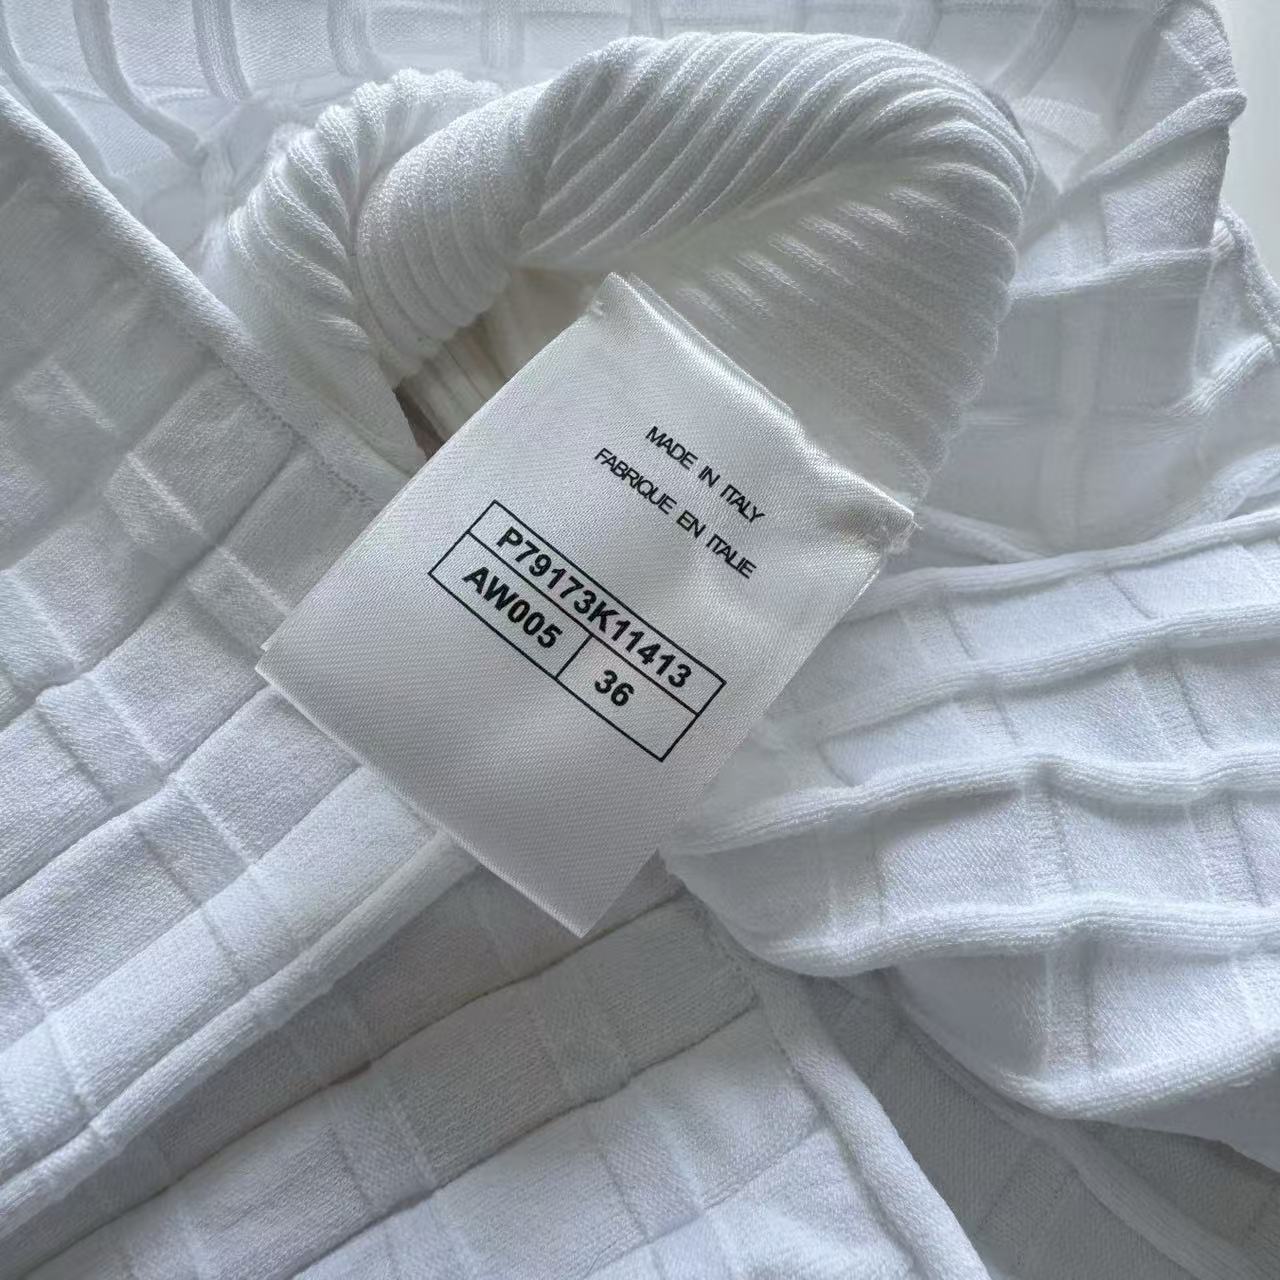 MADE IN ITALY
FABRIQUE EN ITALIE
P79173K11413
AW005 36